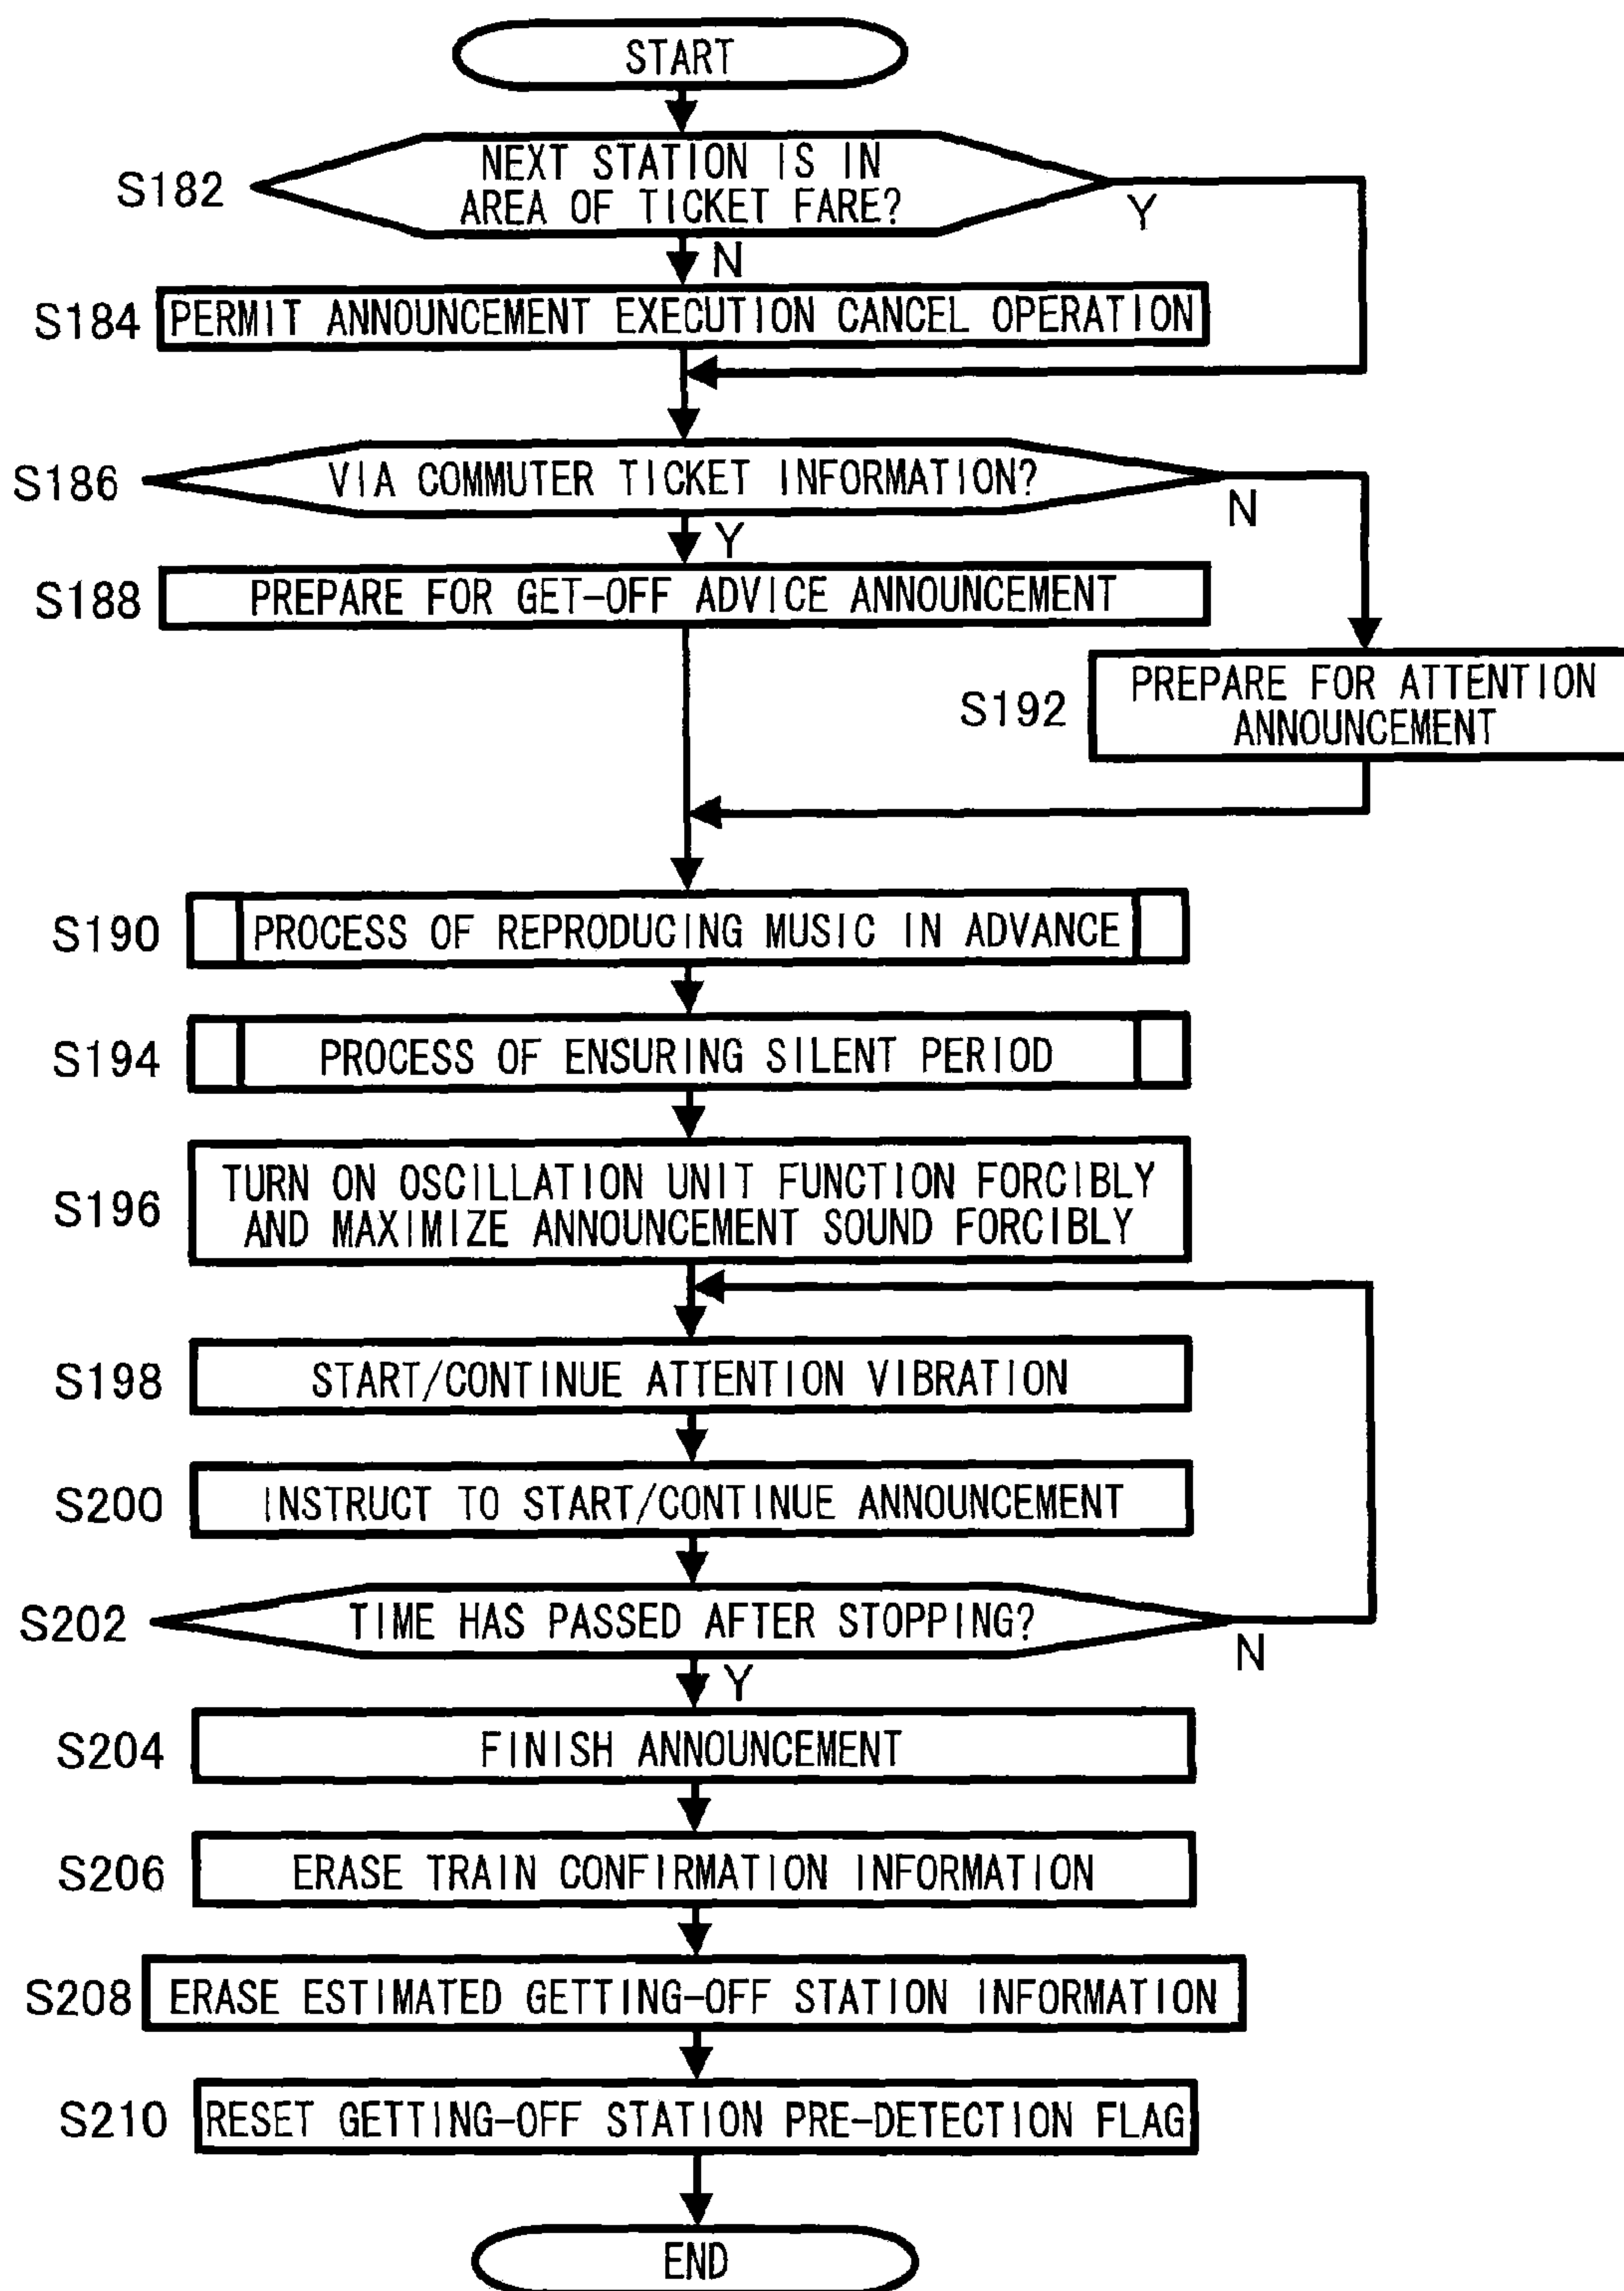 START
S182
NEXT STATION IS IN
AREA OF TICKET FARE?
Y
N
S184
PERMIT ANNOUNCEMENT EXECUTION CANCEL OPERATION
S186
VIA COMMUTER TICKET INFORMATION?
N
Y
S188
PREPARE FOR GET-OFF ADVICE ANNOUNCEMENT
S192
PREPARE FOR ATTENTION
ANNOUNCEMENT
S190
PROCESS OF REPRODUCING MUSIC IN ADVANCE
S194
PROCESS OF ENSURING SILENT PERIOD
S196
TURN ON OSCILLATION UNIT FUNCTION FORCIBLY
AND MAXIMIZE ANNOUNCEMENT SOUND FORCIBLY
S198
START/CONTINUE ATTENTION VIBRATION
S200
INSTRUCT TO START/CONTINUE ANNOUNCEMENT
S202
TIME HAS PASSED AFTER STOPPING?
N
Y
S204
FINISH ANNOUNCEMENT
S206
ERASE TRAIN CONFIRMATION INFORMATION
S208
ERASE ESTIMATED GETTING-OFF STATION INFORMATION
S210
RESET GETTING-OFF STATION PRE-DETECTION FLAG
END